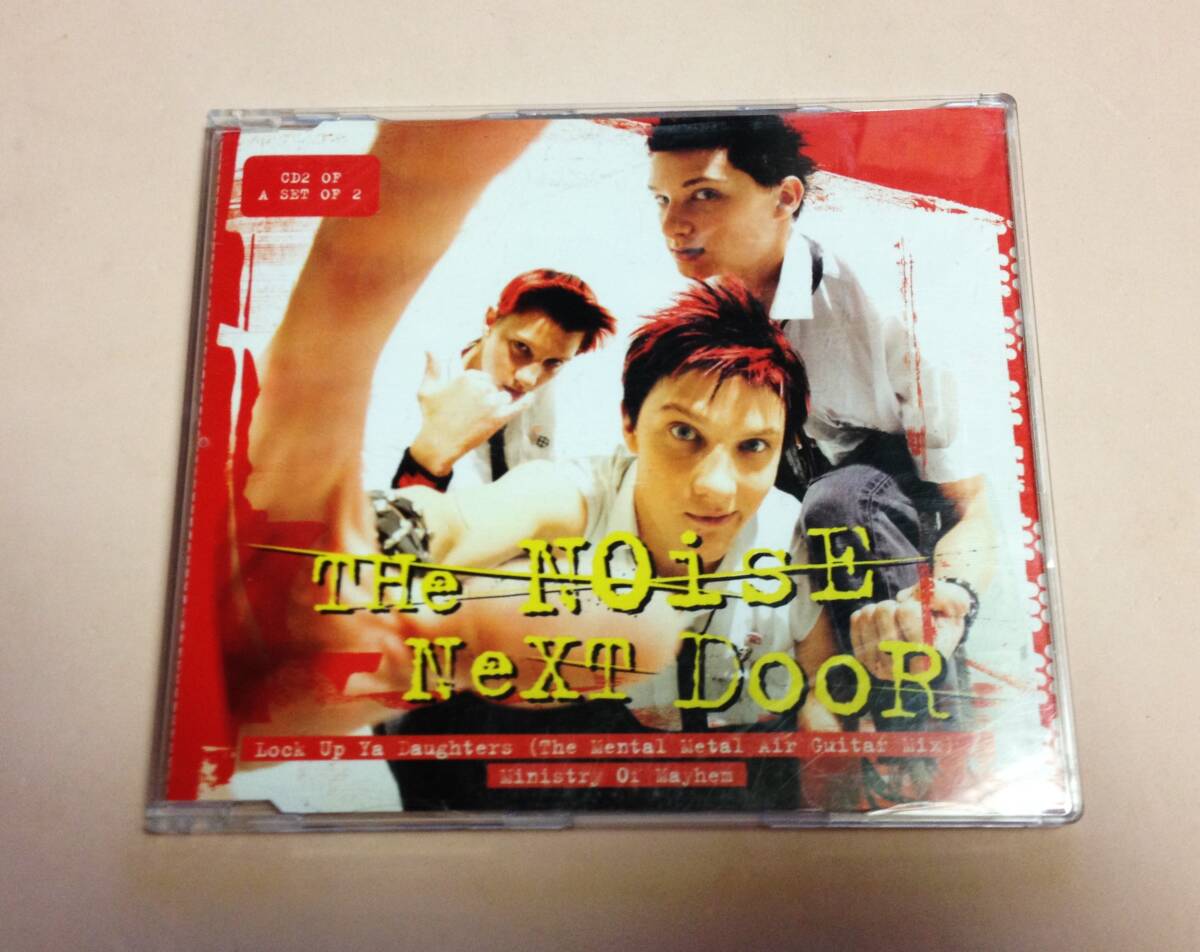 CD2 OF
A SET OF 2
THe NOisE
NeXT DooR
Lock Up Ya Daughters (The Mental Metal Air Guitar Mix) /
Ministry Of Mayhem